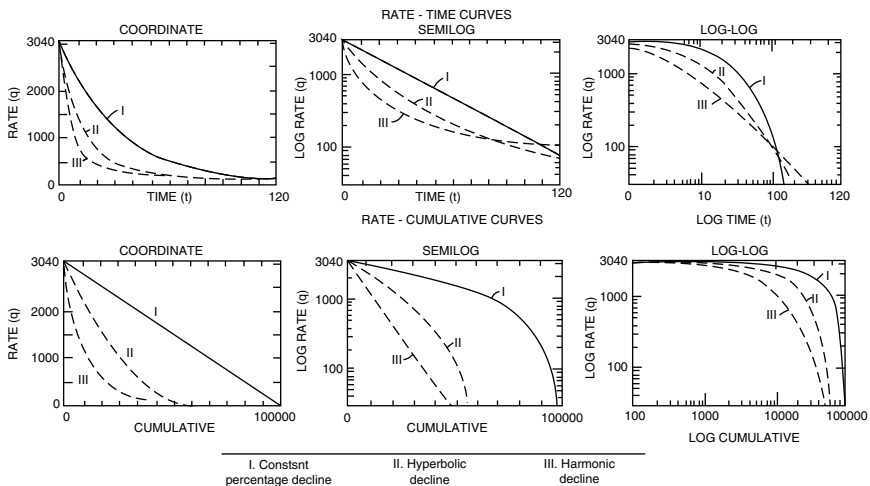 RATE - TIME CURVES
COORDINATE
SEMILOG
LOG-LOG
3040
2000
1000
0
RATE (q)
I
II
III
0
TIME (t)
120
3040
1000
100
LOG RATE (q)
I
II
III
0
TIME (t)
120
3040
1000
100
LOG RATE (q)
I
II
III
0
10
100
120
LOG TIME (t)
RATE - CUMULATIVE CURVES
COORDINATE
SEMILOG
LOG-LOG
3040
2000
1000
0
RATE (q)
I
II
III
0
100000
CUMULATIVE
3040
1000
100
LOG RATE (q)
I
II
III
0
100000
CUMULATIVE
3040
1000
100
LOG RATE (q)
I
II
III
100
1000
10000
100000
LOG CUMULATIVE
I. Constsnt
percentage decline
II. Hyperbolic
decline
III. Harmonic
decline